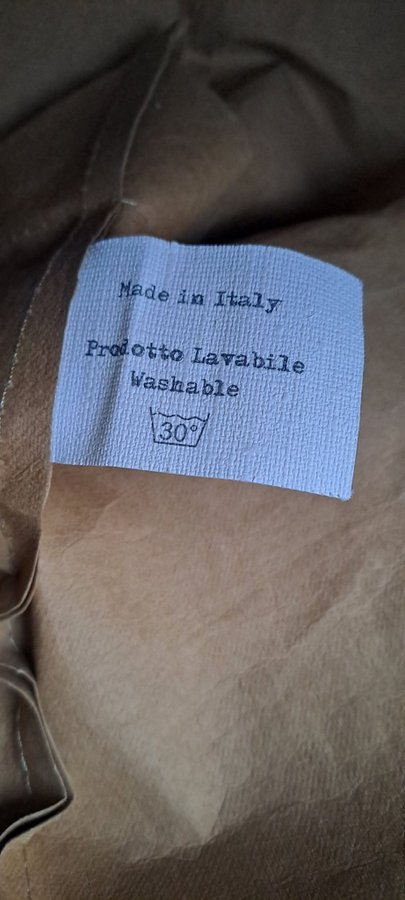 Made in Italy
Prodotto Lavabile
Washable
30°